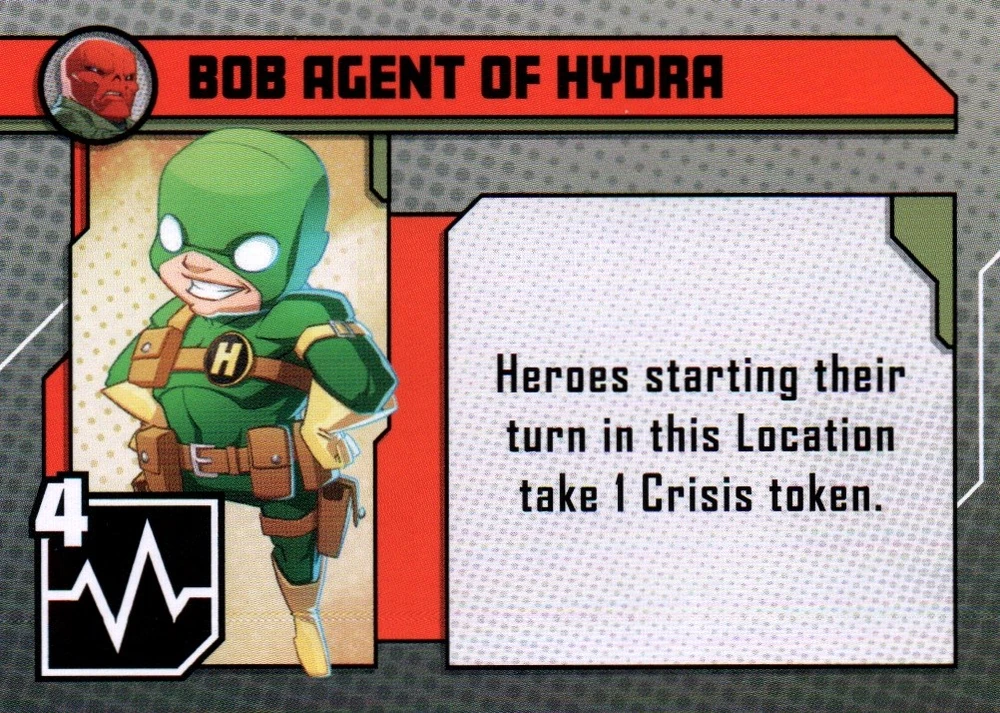 BOB AGENT OF HYDRA
H
Heroes starting their
turn in this Location
take 1 Crisis token.
4